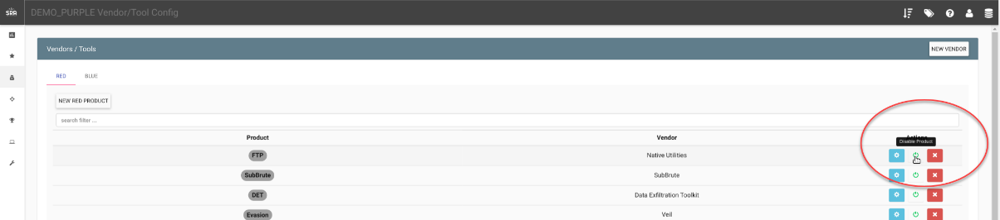 SRA
DEMO_PURPLE Vendor/Tool Config
Vendors / Tools
NEW VENDOR
RED BLUE
NEW RED PRODUCT
search filter ...
Product Vendor Actions
Disable Product
FTP Native Utilities
SubBrute SubBrute
DET Data Exfiltration Toolkit
Evasion Veil